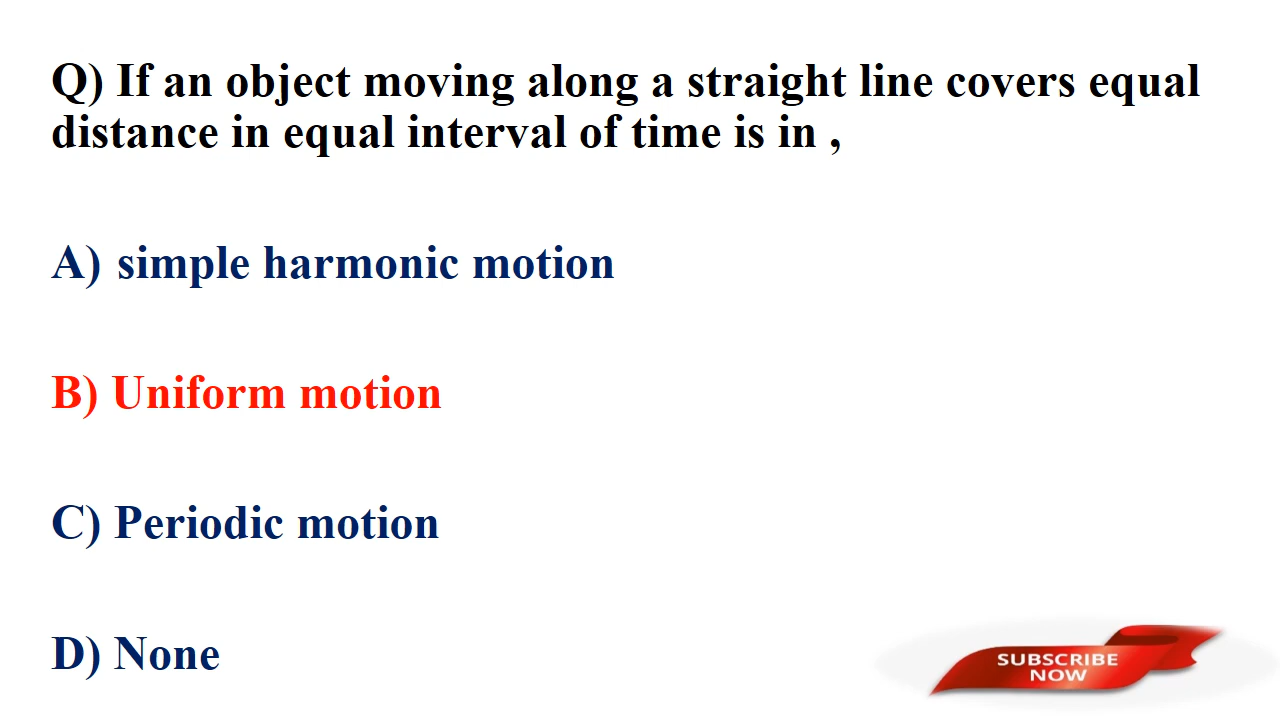 Q) If an object moving along a straight line covers equal
distance in equal interval of time is in ,
A) simple harmonic motion
B) Uniform motion
C) Periodic motion
D) None
SUBSCRIBE
NOW